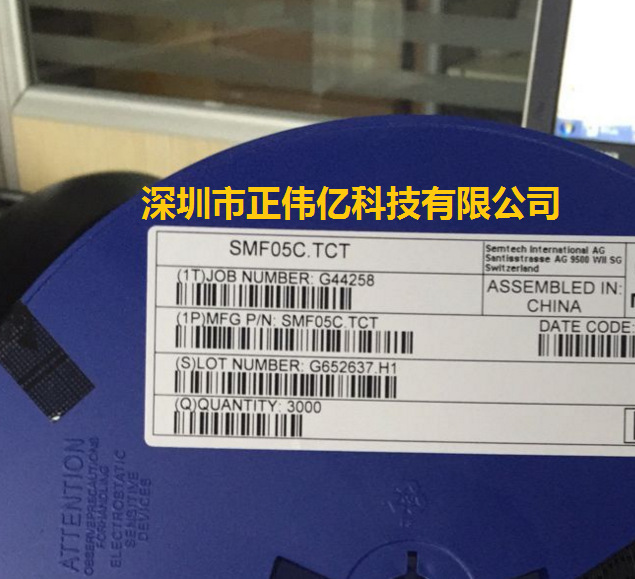 深圳市正伟亿科技有限公司
SMF05C.TCT
Semtech International AG
Santisstrasse AG 9500 Wil SG
Switzerland
(1T)JOB NUMBER: G44258
ASSEMBLED IN:
CHINA
(1P)MFG P/N: SMF05C.TCT
DATE CODE:
(S)LOT NUMBER: G652637.H1
(Q)QUANTITY: 3000
ATTENTION
OBSERVE PRECAUTIONS
FOR HANDLING
ELECTROSTATIC
SENSITIVE
DEVICES